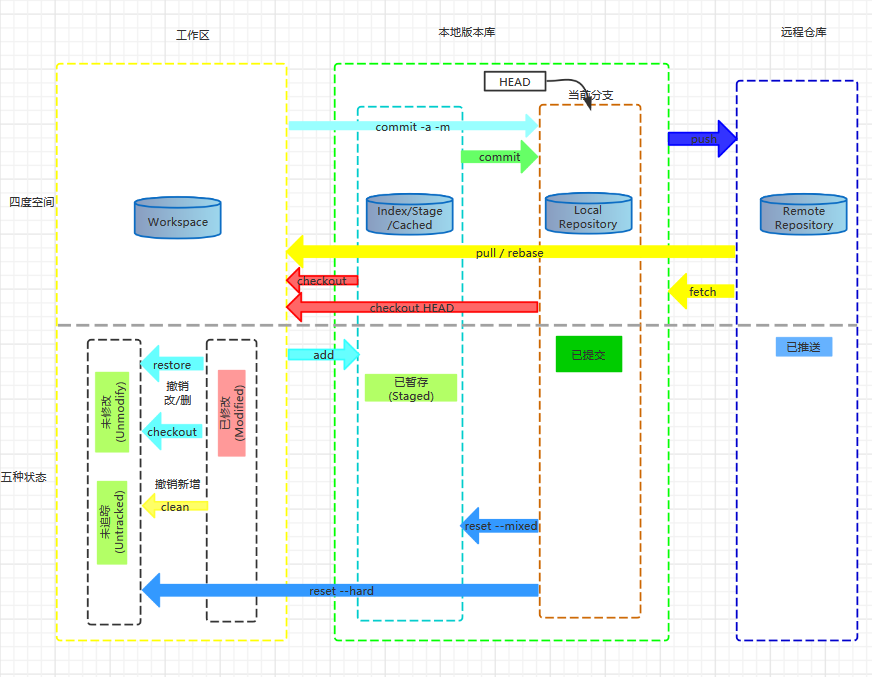 工作区
本地版本库
远程仓库
HEAD
当前分支
commit -a -m
commit
push
四度空间
Workspace
Index/Stage
/Cached
Local
Repository
Remote
Repository
pull / rebase
checkout
fetch
checkout HEAD
restore
add
已提交
已推送
撤销
改/删
未修改
(Unmodify)
已修改
(Modified)
已暂存
(Staged)
checkout
五种状态
撤销新增
clean
未追踪
(Untracked)
reset --mixed
reset --hard